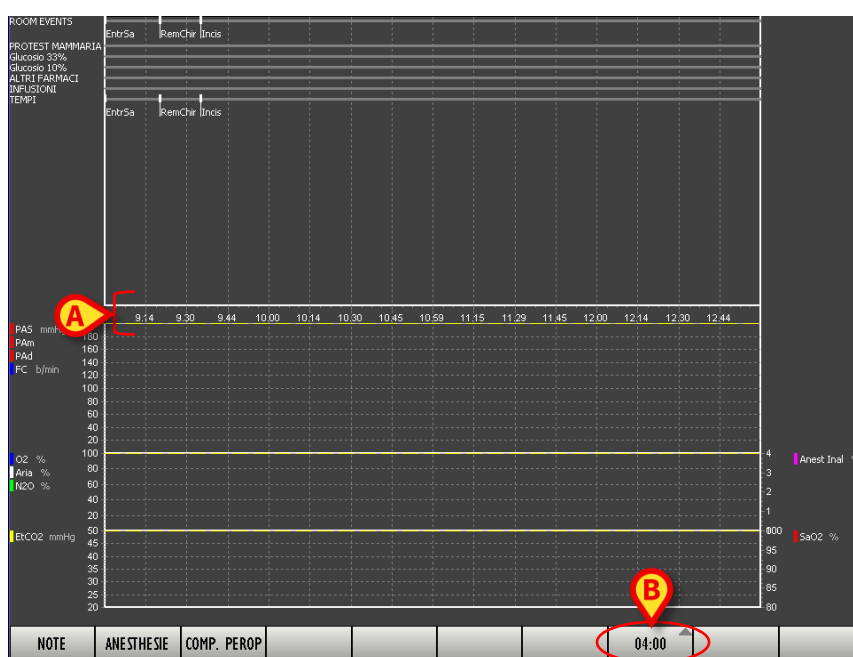 ROOM EVENTS
EntrSa RemChir Incis
PROTEST MAMMARIA
Glucosio 33%
Glucosio 10%
ALTRI FARMACI
INFUSIONI
TEMPI
EntrSa RemChir Incis
A
9.14 9.30 9.44 10.00 10.14 10.30 10.45 10.59 11.15 11.29 11.45 12.00 12.14 12.30 12.44
PAS
180
PAm
160
PAd
140
FC b/min
120
100
80
60
40
20
100 4
O2 % Anest Inal
Aria %
80 3
N2O %
60 2
40
20 1
50 100
EtCO2 mmHg SaO2 %
45
40 95
35 90
30
25 85
20 80
B
NOTE ANESTHESIE COMP. PEROP 04:00